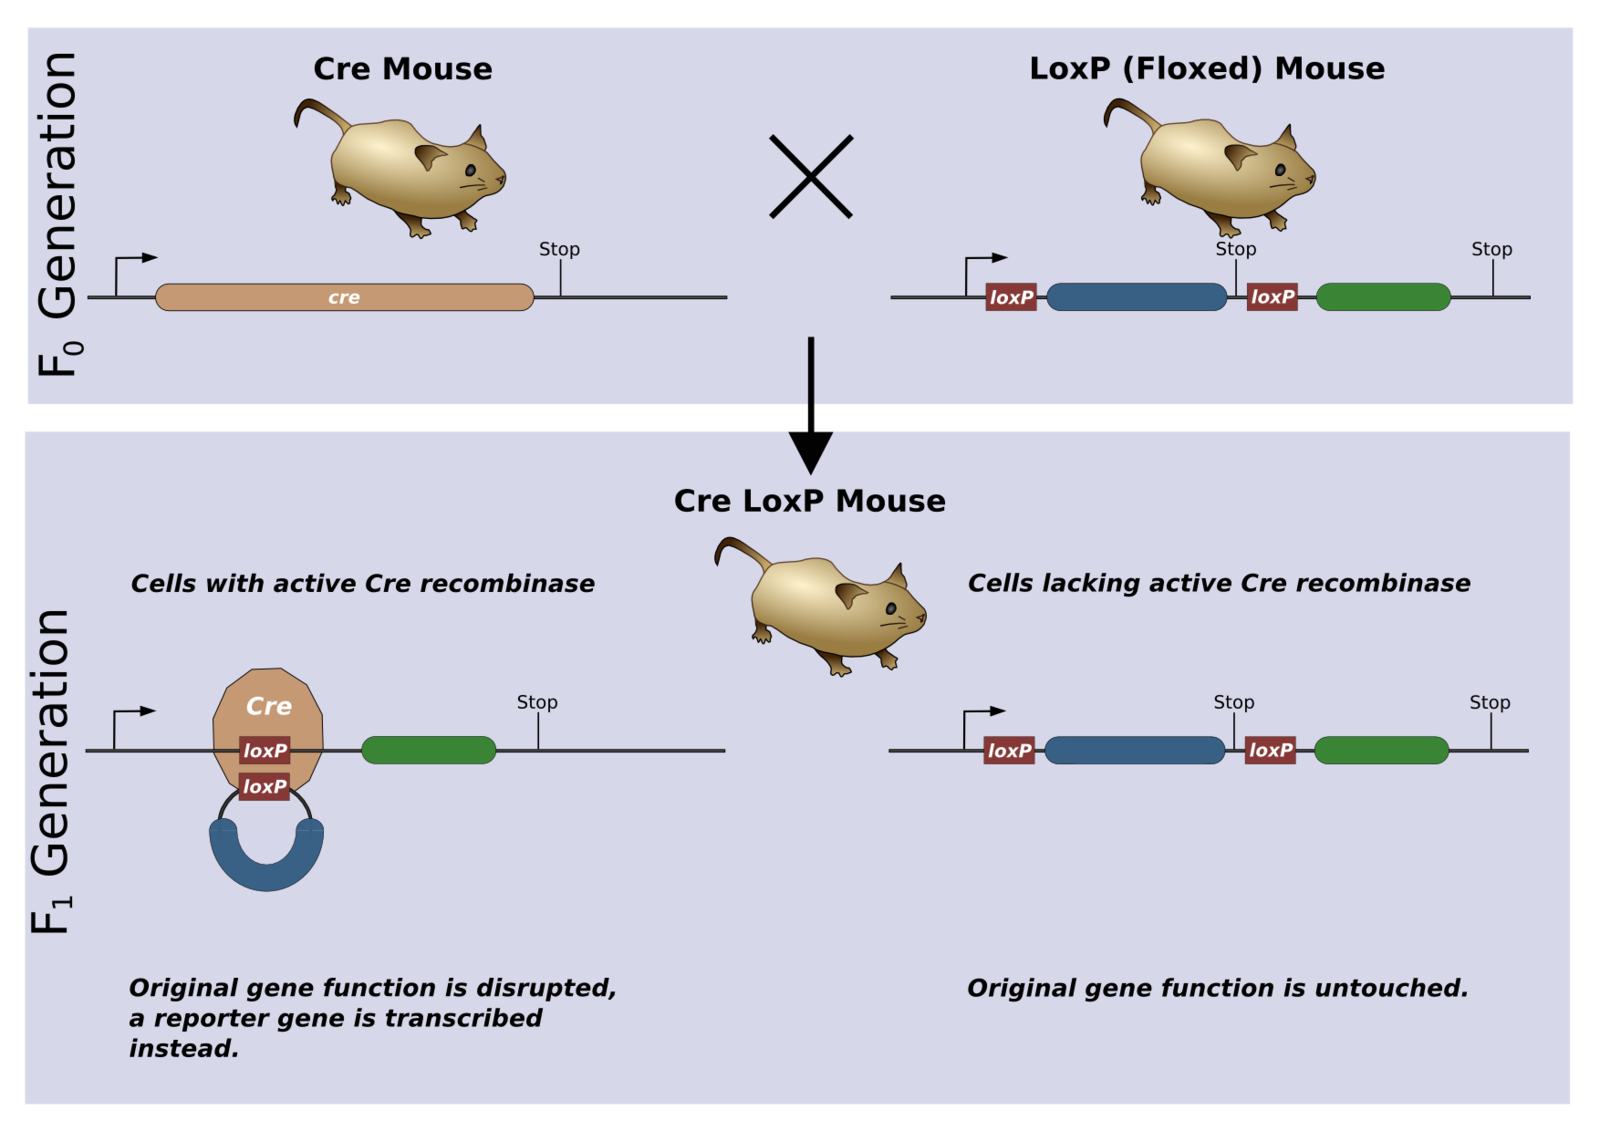 F0 Generation
Cre Mouse
LoxP (Floxed) Mouse
Stop
cre
Stop
Stop
loxP
loxP
F1 Generation
Cre LoxP Mouse
Cells with active Cre recombinase
Cells lacking active Cre recombinase
Cre
Stop
loxP
loxP
Stop
Stop
loxP
loxP
Original gene function is disrupted,
a reporter gene is transcribed
instead.
Original gene function is untouched.